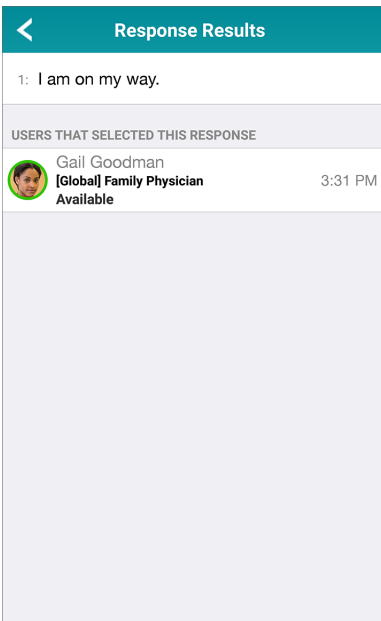 Response Results
1: I am on my way.
USERS THAT SELECTED THIS RESPONSE
Gail Goodman
[Global] Family Physician
3:31 PM
Available